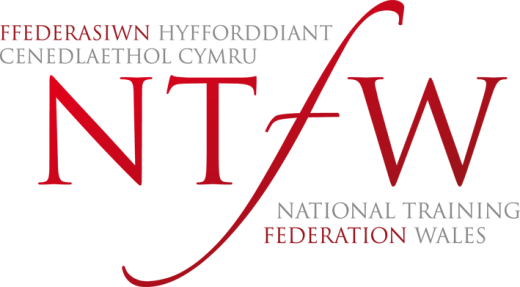 FFEDERASIWN HYFFORDDIANT
CENEDLAETHOL CYMRU
NTfW
NATIONAL TRAINING
FEDERATION WALES